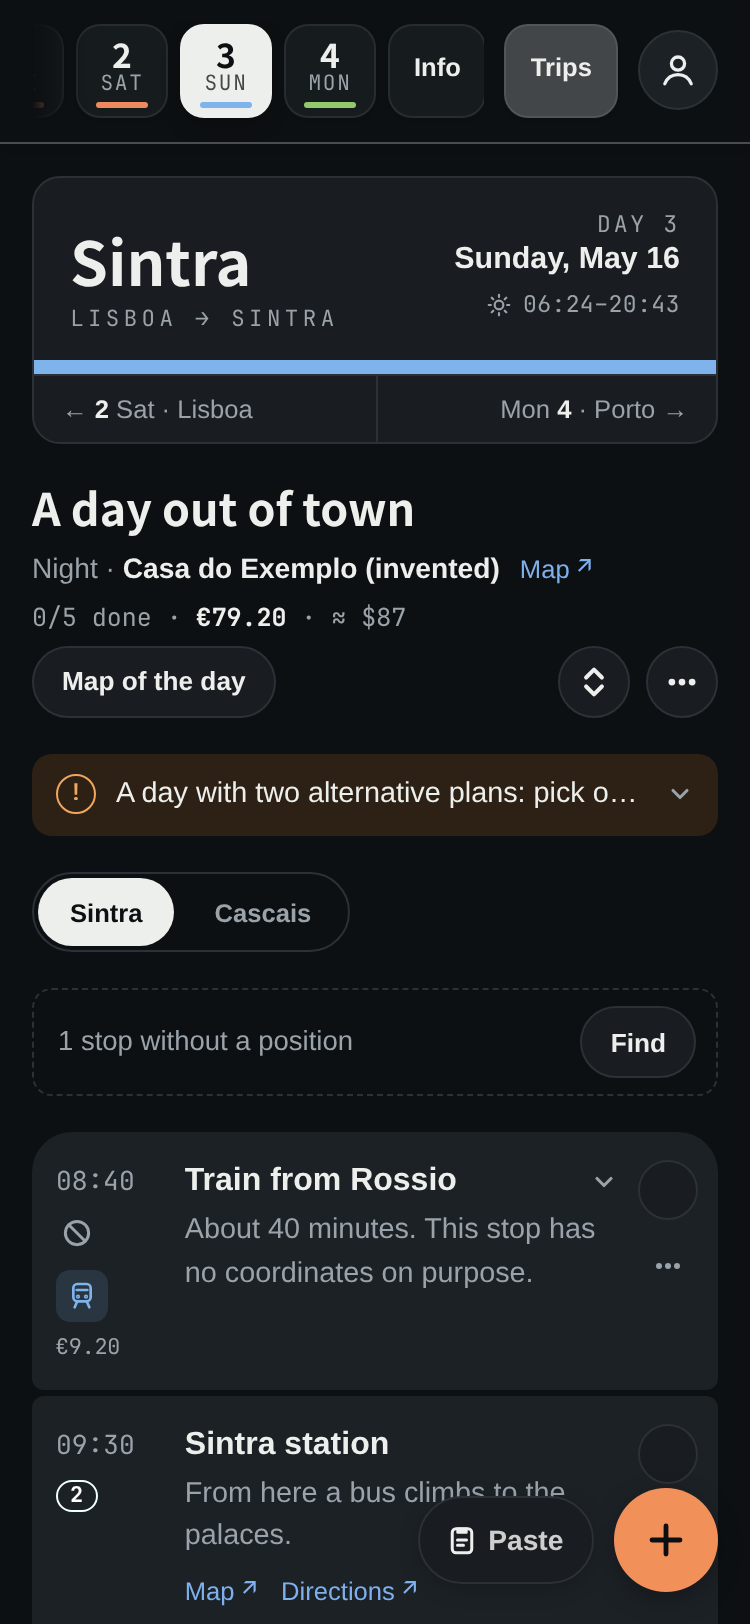 2
SAT
3
SUN
4
MON
Info
Trips
Sintra
LISBOA → SINTRA
DAY 3
Sunday, May 16
06:24–20:43
← 2 Sat · Lisboa
Mon 4 · Porto →
A day out of town
Night · Casa do Exemplo (invented) Map
0/5 done · €79.20 · ≈ $87
Map of the day
! A day with two alternative plans: pick o…
Sintra
Cascais
1 stop without a position
Find
08:40
Train from Rossio
About 40 minutes. This stop has
no coordinates on purpose.
€9.20
09:30
Sintra station
2
From here a bus climbs to the
palaces.
Map Directions
Paste